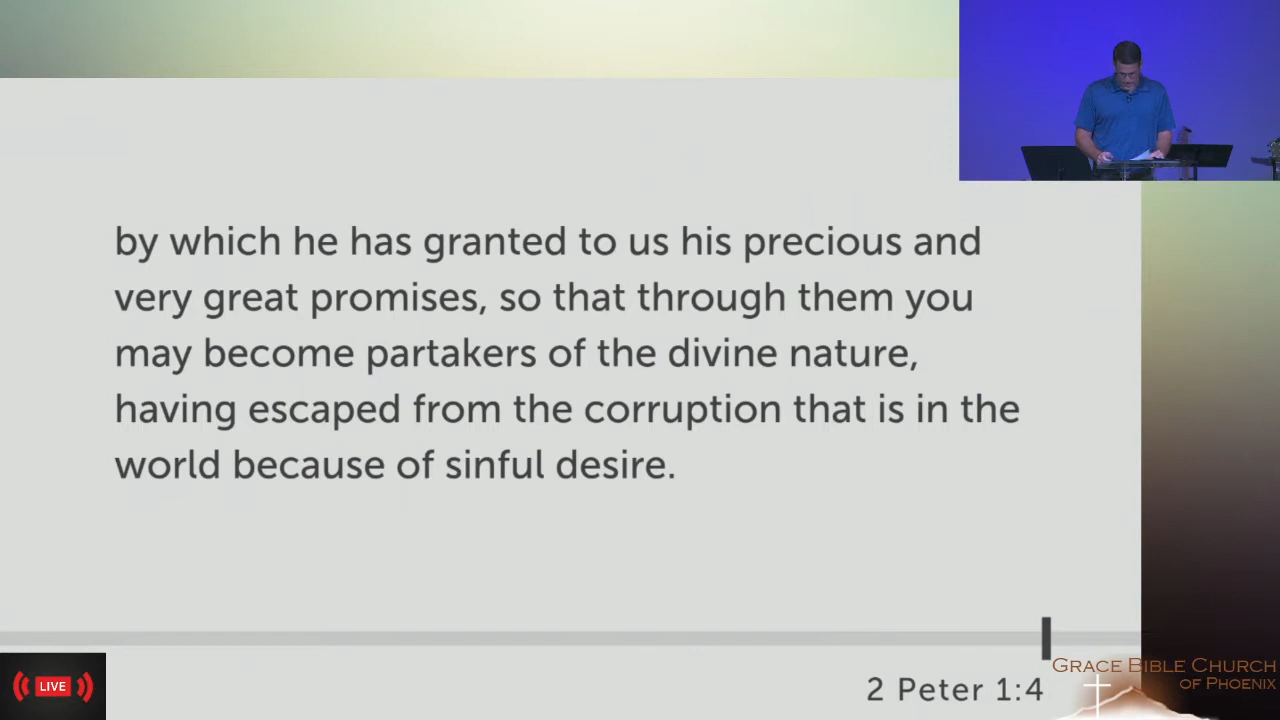 by which he has granted to us his precious and
very great promises, so that through them you
may become partakers of the divine nature,
having escaped from the corruption that is in the
world because of sinful desire.
LIVE
2 Peter 1:4
Grace Bible Church
of Phoenix